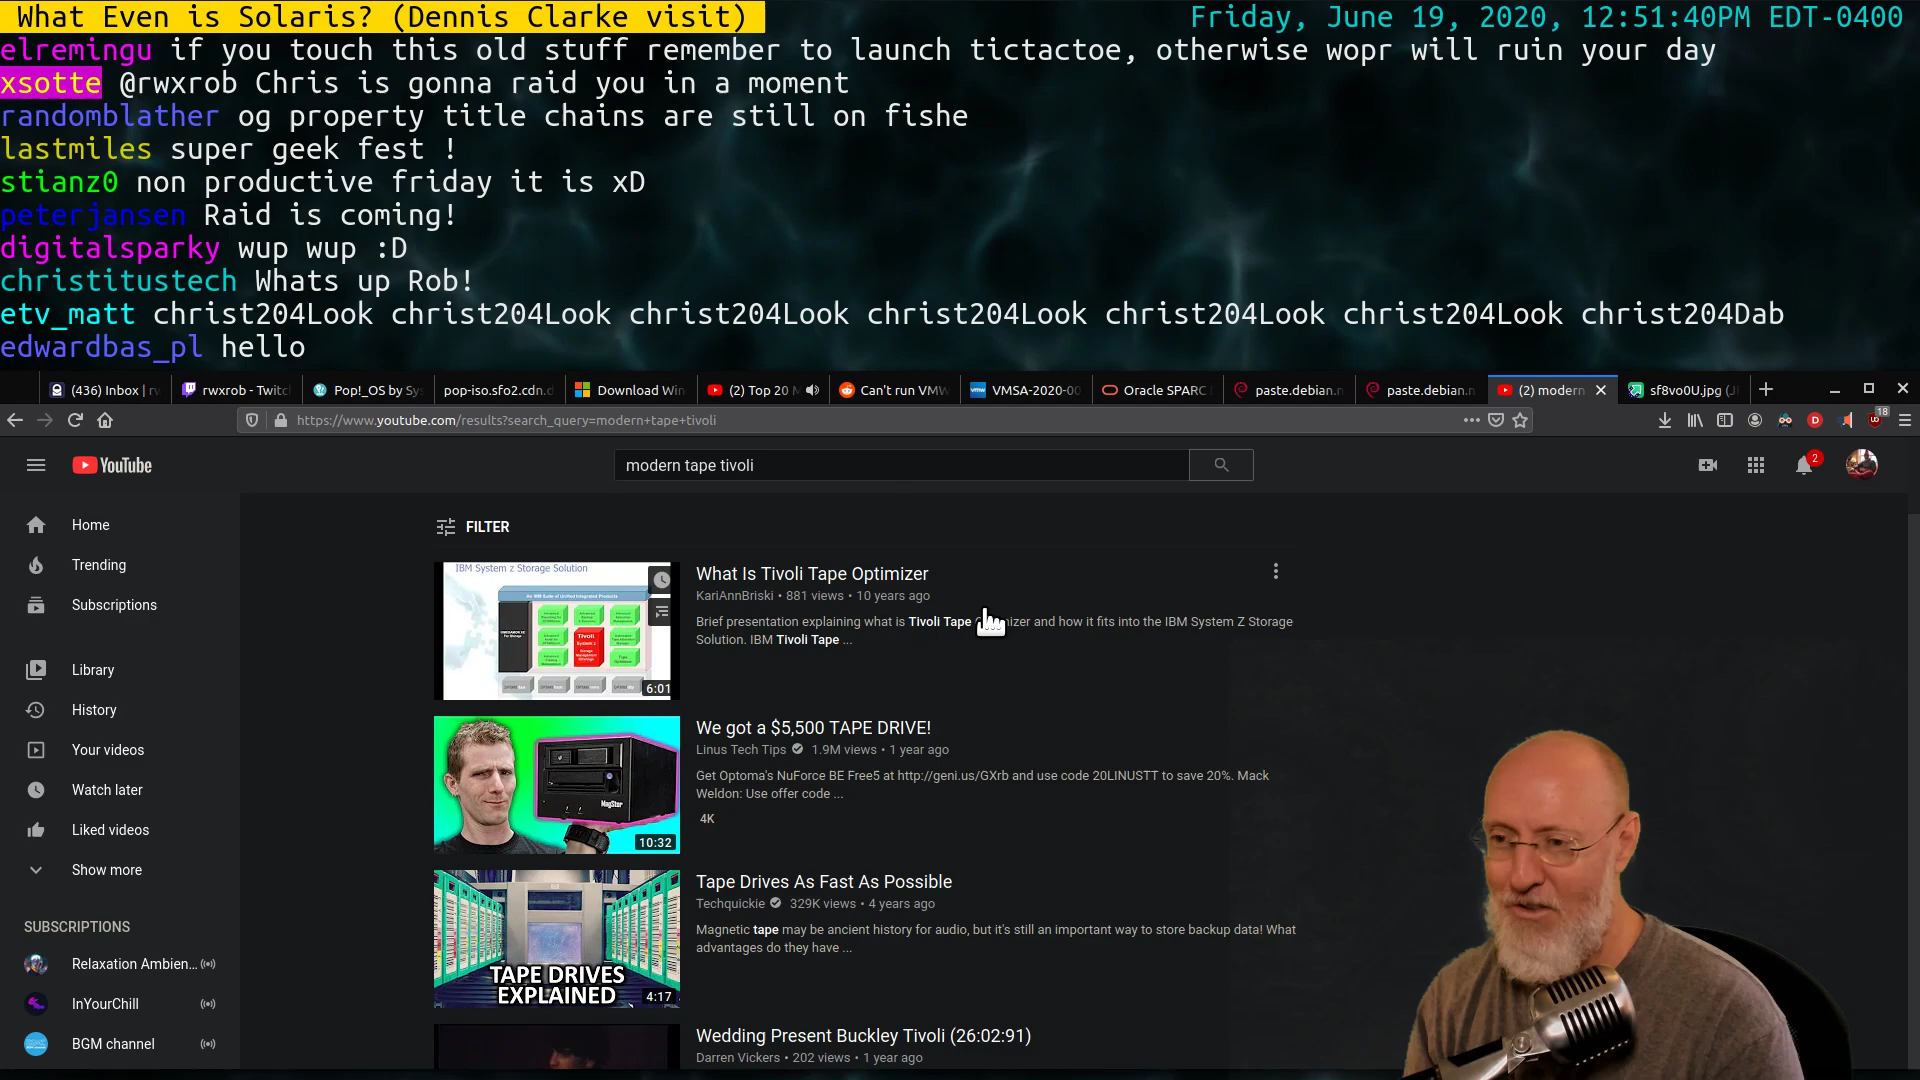 What Even is Solaris? (Dennis Clarke visit)
Friday, June 19, 2020, 12:51:40PM EDT-0400
elremingu if you touch this old stuff remember to launch tictactoe, otherwise wopr will ruin your day
xsotte @rwxrob Chris is gonna raid you in a moment
randomblather og property title chains are still on fishe
lastmiles super geek fest !
stianz0 non productive friday it is xD
peterjansen Raid is coming!
digitalsparky wup wup :D
christitustech Whats up Rob!
etv_matt christ204Look christ204Look christ204Look christ204Look christ204Look christ204Look christ204Dab
edwardbas_pl hello
(436) Inbox | rw
rwxrob - Twitc
Pop!_OS by Sys
pop-iso.sfo2.cdn.d
Download Win
(2) Top 20 M
Can't run VMW
VMSA-2020-00
Oracle SPARC
paste.debian.n
paste.debian.n
(2) modern
sf8vo0U.jpg (J
https://www.youtube.com/results?search_query=modern+tape+tivoli
18
YouTube
modern tape tivoli
2
Home
Trending
Subscriptions
Library
History
Your videos
Watch later
Liked videos
Show more
SUBSCRIPTIONS
Relaxation Ambien...
InYourChill
BGM channel
FILTER
IBM System z Storage Solution
Tivoli
6:01
What Is Tivoli Tape Optimizer
KariAnnBriski • 881 views • 10 years ago
Brief presentation explaining what is Tivoli Tape and how it fits into the IBM System Z Storage
Solution. IBM Tivoli Tape ...
MagStor
10:32
We got a $5,500 TAPE DRIVE!
Linus Tech Tips 1.9M views • 1 year ago
Get Optoma's NuForce BE Free5 at http://geni.us/GXrb and use code 20LINUSTT to save 20%. Mack
Weldon: Use offer code ...
4K
TAPE DRIVES
EXPLAINED
4:17
Tape Drives As Fast As Possible
Techquickie 329K views • 4 years ago
Magnetic tape may be ancient history for audio, but it's still an important way to store backup data! What
advantages do they have ...
Wedding Present Buckley Tivoli (26:02:91)
Darren Vickers • 202 views • 1 year ago